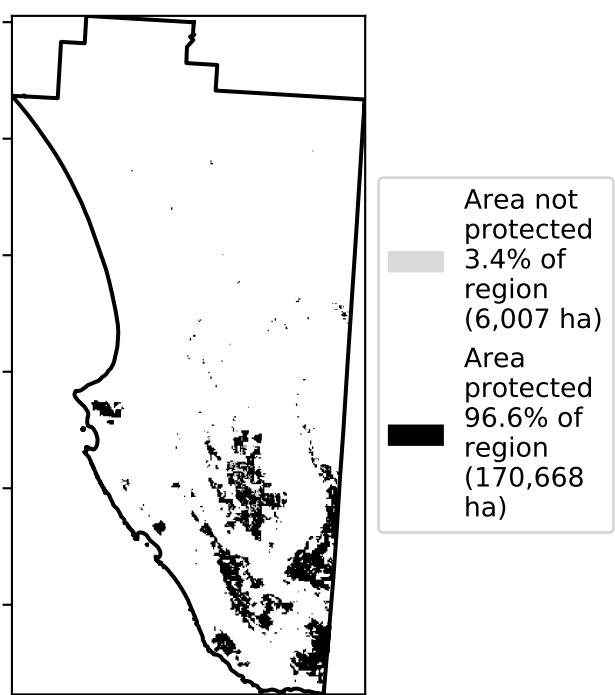 Area not
protected
3.4% of
region
(6,007 ha)
Area
protected
96.6% of
region
(170,668
ha)